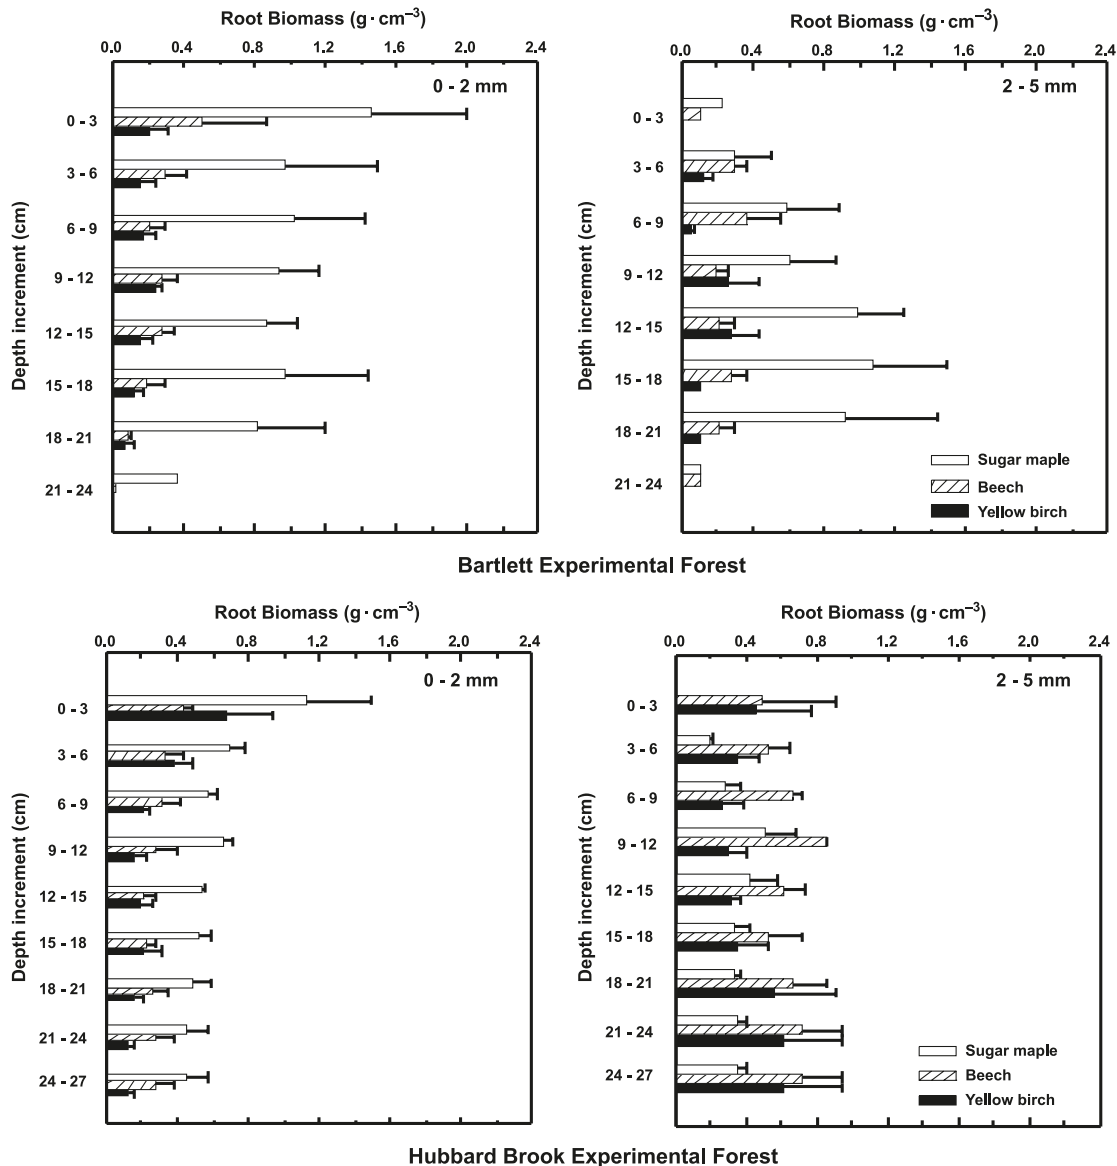 Root Biomass (g · cm⁻³)
0.0 0.4 0.8 1.2 1.6 2.0 2.4
0 - 2 mm
Depth increment (cm)
0 - 3
3 - 6
6 - 9
9 - 12
12 - 15
15 - 18
18 - 21
21 - 24
Root Biomass (g · cm⁻³)
0.0 0.4 0.8 1.2 1.6 2.0 2.4
2 - 5 mm
Depth increment (cm)
0 - 3
3 - 6
6 - 9
9 - 12
12 - 15
15 - 18
18 - 21
21 - 24
Sugar maple
Beech
Yellow birch
Bartlett Experimental Forest
Root Biomass (g · cm⁻³)
0.0 0.4 0.8 1.2 1.6 2.0 2.4
0 - 2 mm
Depth increment (cm)
0 - 3
3 - 6
6 - 9
9 - 12
12 - 15
15 - 18
18 - 21
21 - 24
24 - 27
Root Biomass (g · cm⁻³)
0.0 0.4 0.8 1.2 1.6 2.0 2.4
2 - 5 mm
Depth increment (cm)
0 - 3
3 - 6
6 - 9
9 - 12
12 - 15
15 - 18
18 - 21
21 - 24
24 - 27
Sugar maple
Beech
Yellow birch
Hubbard Brook Experimental Forest